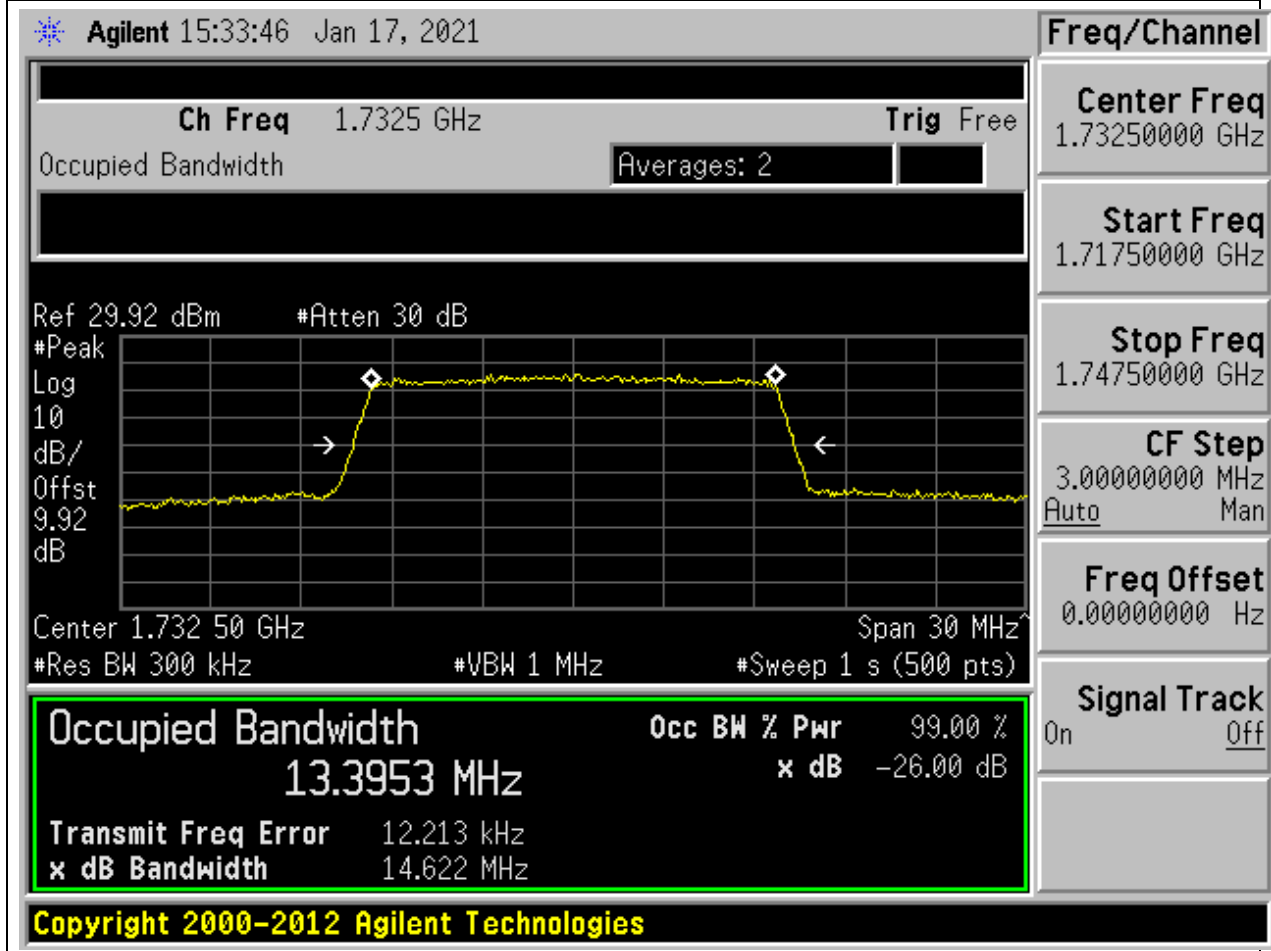 Agilent 15:33:46 Jan 17, 2021
Ch Freq 1.7325 GHz Trig Free
Occupied Bandwidth Averages: 2
Ref 29.92 dBm #Atten 30 dB
#Peak
Log
10
dB/
Offst
9.92
dB
Center 1.732 50 GHz Span 30 MHz^
#Res BW 300 kHz #VBW 1 MHz #Sweep 1 s (500 pts)
Occupied Bandwidth Occ BW % Pwr 99.00 %
13.3953 MHz x dB -26.00 dB
Transmit Freq Error 12.213 kHz
x dB Bandwidth 14.622 MHz
Copyright 2000-2012 Agilent Technologies
Freq/Channel
Center Freq
1.73250000 GHz
Start Freq
1.71750000 GHz
Stop Freq
1.74750000 GHz
CF Step
3.00000000 MHz
Auto Man
Freq Offset
0.00000000 Hz
Signal Track
On Off